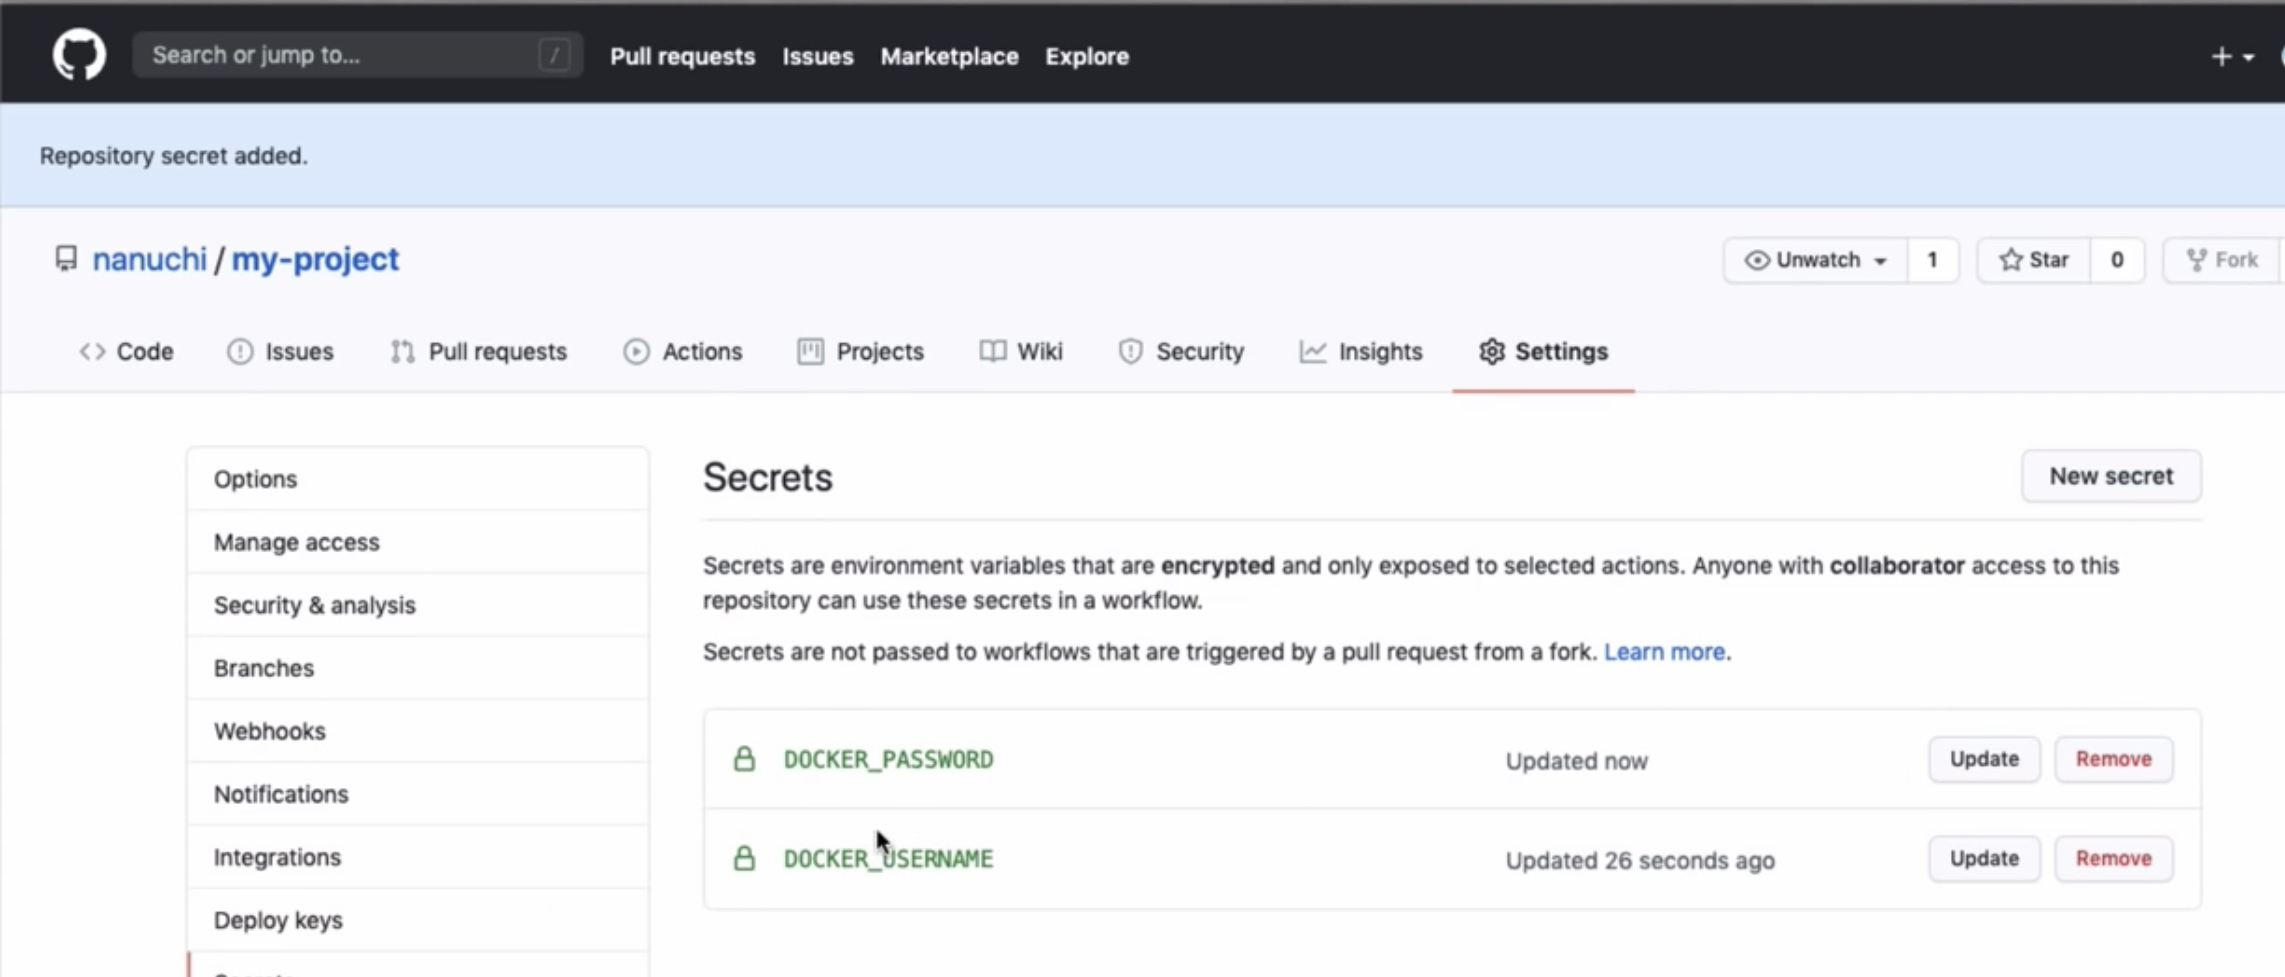 Search or jump to... /
Pull requests Issues Marketplace Explore
Repository secret added.
nanuchi / my-project
Unwatch 1 Star 0 Fork
Code Issues Pull requests Actions Projects Wiki Security Insights Settings
Options
Manage access
Security & analysis
Branches
Webhooks
Notifications
Integrations
Deploy keys
Secrets New secret
Secrets are environment variables that are encrypted and only exposed to selected actions. Anyone with collaborator access to this
repository can use these secrets in a workflow.
Secrets are not passed to workflows that are triggered by a pull request from a fork. Learn more.
DOCKER_PASSWORD Updated now Update Remove
DOCKER_USERNAME Updated 26 seconds ago Update Remove